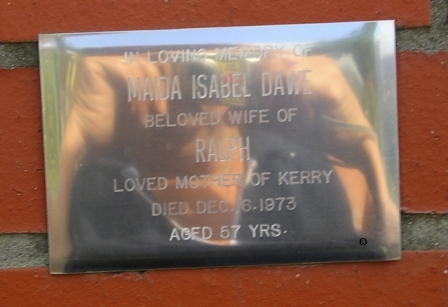 IN LOVING MEMORY OF
MAIDA ISABEL DAWE
BELOVED WIFE OF
RALPH
LOVED MOTHER OF KERRY
DIED DEC. 6. 1973
AGED 57 YRS.